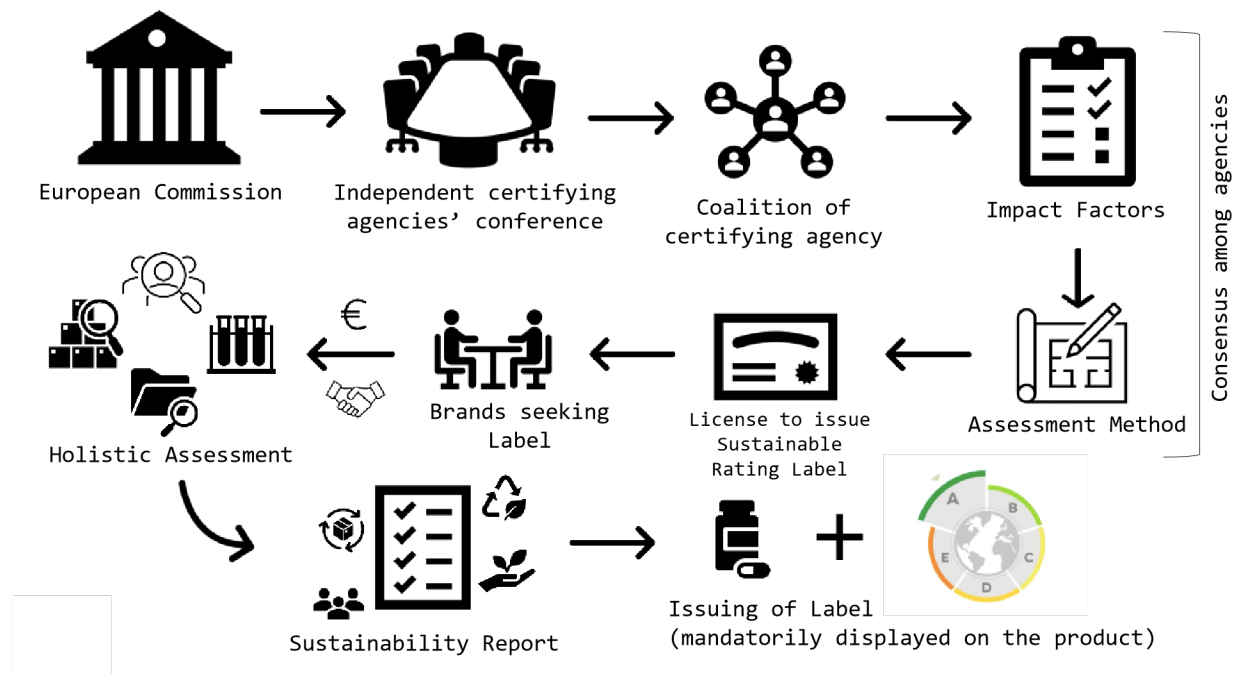 European Commission
Independent certifying
agencies’ conference
Coalition of
certifying agency
Impact Factors
Consensus among agencies
Assessment Method
License to issue
Sustainable
Rating Label
Brands seeking
Label
€
Holistic Assessment
Sustainability Report
Issuing of Label
(mandatorily displayed on the product)
A
B
C
D
E